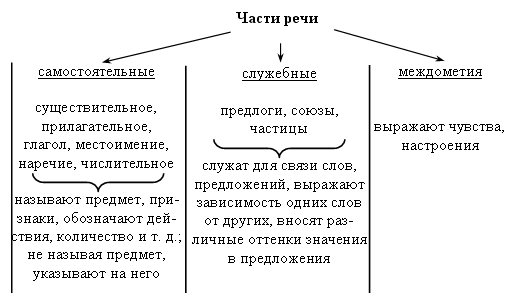 Части речи
самостоятельные
существительное,
прилагательное,
глагол, местоимение,
наречие, числительное
называют предмет, при-
знаки, обозначают дей-
ствия, количество и т. д.;
не называя предмет,
указывают на него
служебные
предлоги, союзы,
частицы
служат для связи слов,
предложений, выражают
зависимость одних слов
от других, вносят раз-
личные оттенки значения
в предложения
междометия
выражают чувства,
настроения